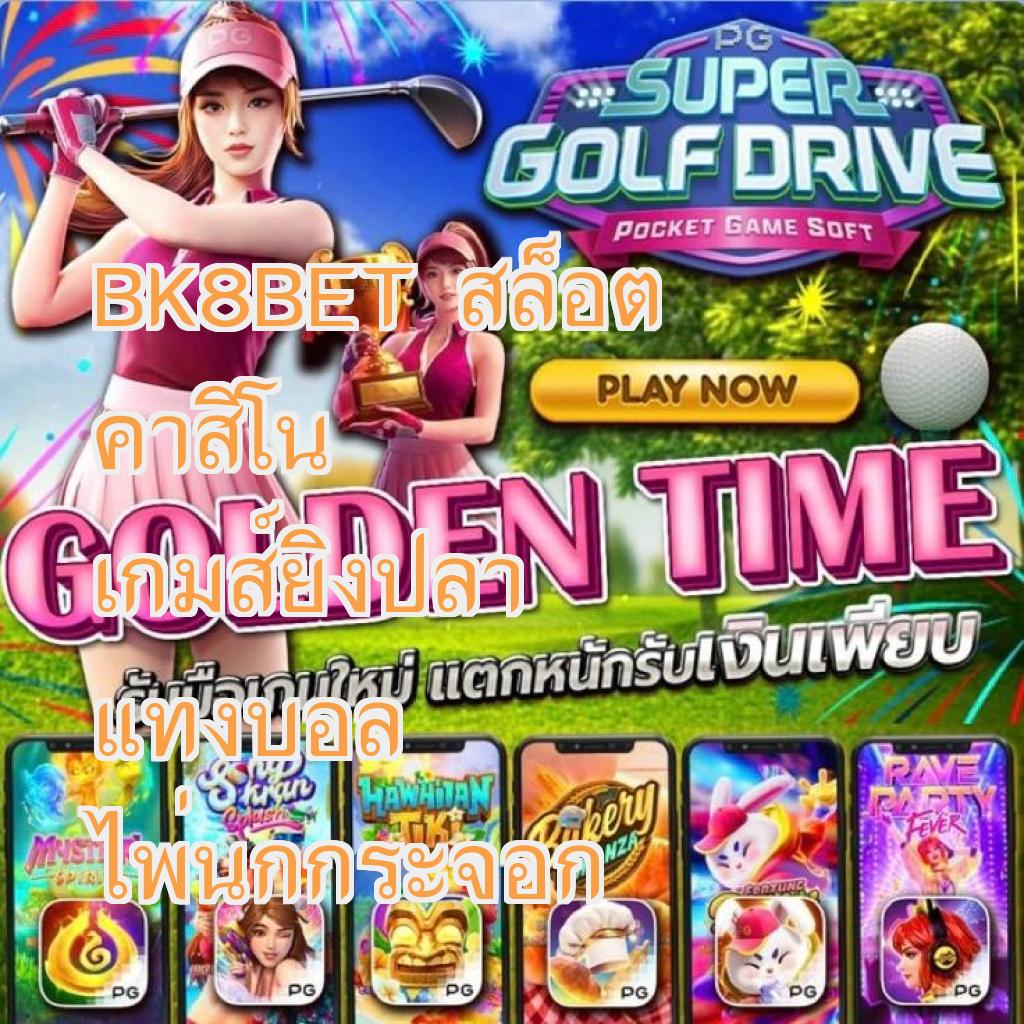 PG
PG
SUPER
GOLF DRIVE
POCKET GAME SOFT
BK8BET สล็อต
PLAY NOW
คาสิโน
GOLDEN TIME
เกมส์ยิงปลา
แตกหนักรับเงินเพียบ
แทงบอล
ไพ่นกกระจอก
HAWAIIAN
TIKI
RAVE
PARTY
FEVER
PG
PG
PG
PG
PG
PG